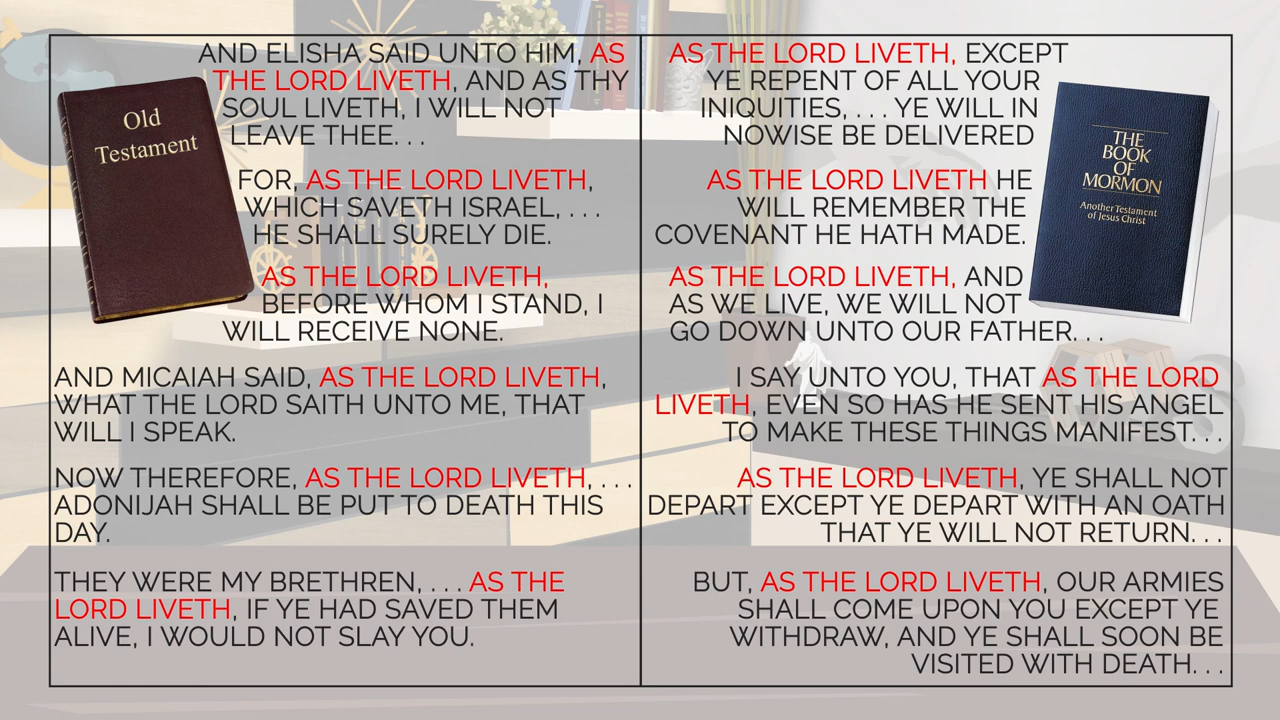 Old
Testament
AND ELISHA SAID UNTO HIM, AS
THE LORD LIVETH, AND AS THY
SOUL LIVETH, I WILL NOT
LEAVE THEE. . .
FOR, AS THE LORD LIVETH,
WHICH SAVETH ISRAEL, . . .
HE SHALL SURELY DIE.
AS THE LORD LIVETH,
BEFORE WHOM I STAND, I
WILL RECEIVE NONE.
AND MICAIAH SAID, AS THE LORD LIVETH,
WHAT THE LORD SAITH UNTO ME, THAT
WILL I SPEAK.
NOW THEREFORE, AS THE LORD LIVETH, . . .
ADONIJAH SHALL BE PUT TO DEATH THIS
DAY.
THEY WERE MY BRETHREN, . . . AS THE
LORD LIVETH, IF YE HAD SAVED THEM
ALIVE, I WOULD NOT SLAY YOU.
AS THE LORD LIVETH, EXCEPT
YE REPENT OF ALL YOUR
INIQUITIES, . . . YE WILL IN
NOWISE BE DELIVERED
AS THE LORD LIVETH HE
WILL REMEMBER THE
COVENANT HE HATH MADE.
AS THE LORD LIVETH, AND
AS WE LIVE, WE WILL NOT
GO DOWN UNTO OUR FATHER. . .
I SAY UNTO YOU, THAT AS THE LORD
LIVETH, EVEN SO HAS HE SENT HIS ANGEL
TO MAKE THESE THINGS MANIFEST. . .
AS THE LORD LIVETH, YE SHALL NOT
DEPART EXCEPT YE DEPART WITH AN OATH
THAT YE WILL NOT RETURN. . .
BUT, AS THE LORD LIVETH, OUR ARMIES
SHALL COME UPON YOU EXCEPT YE
WITHDRAW, AND YE SHALL SOON BE
VISITED WITH DEATH. . .
THE
BOOK
OF
MORMON
Another Testament
of Jesus Christ